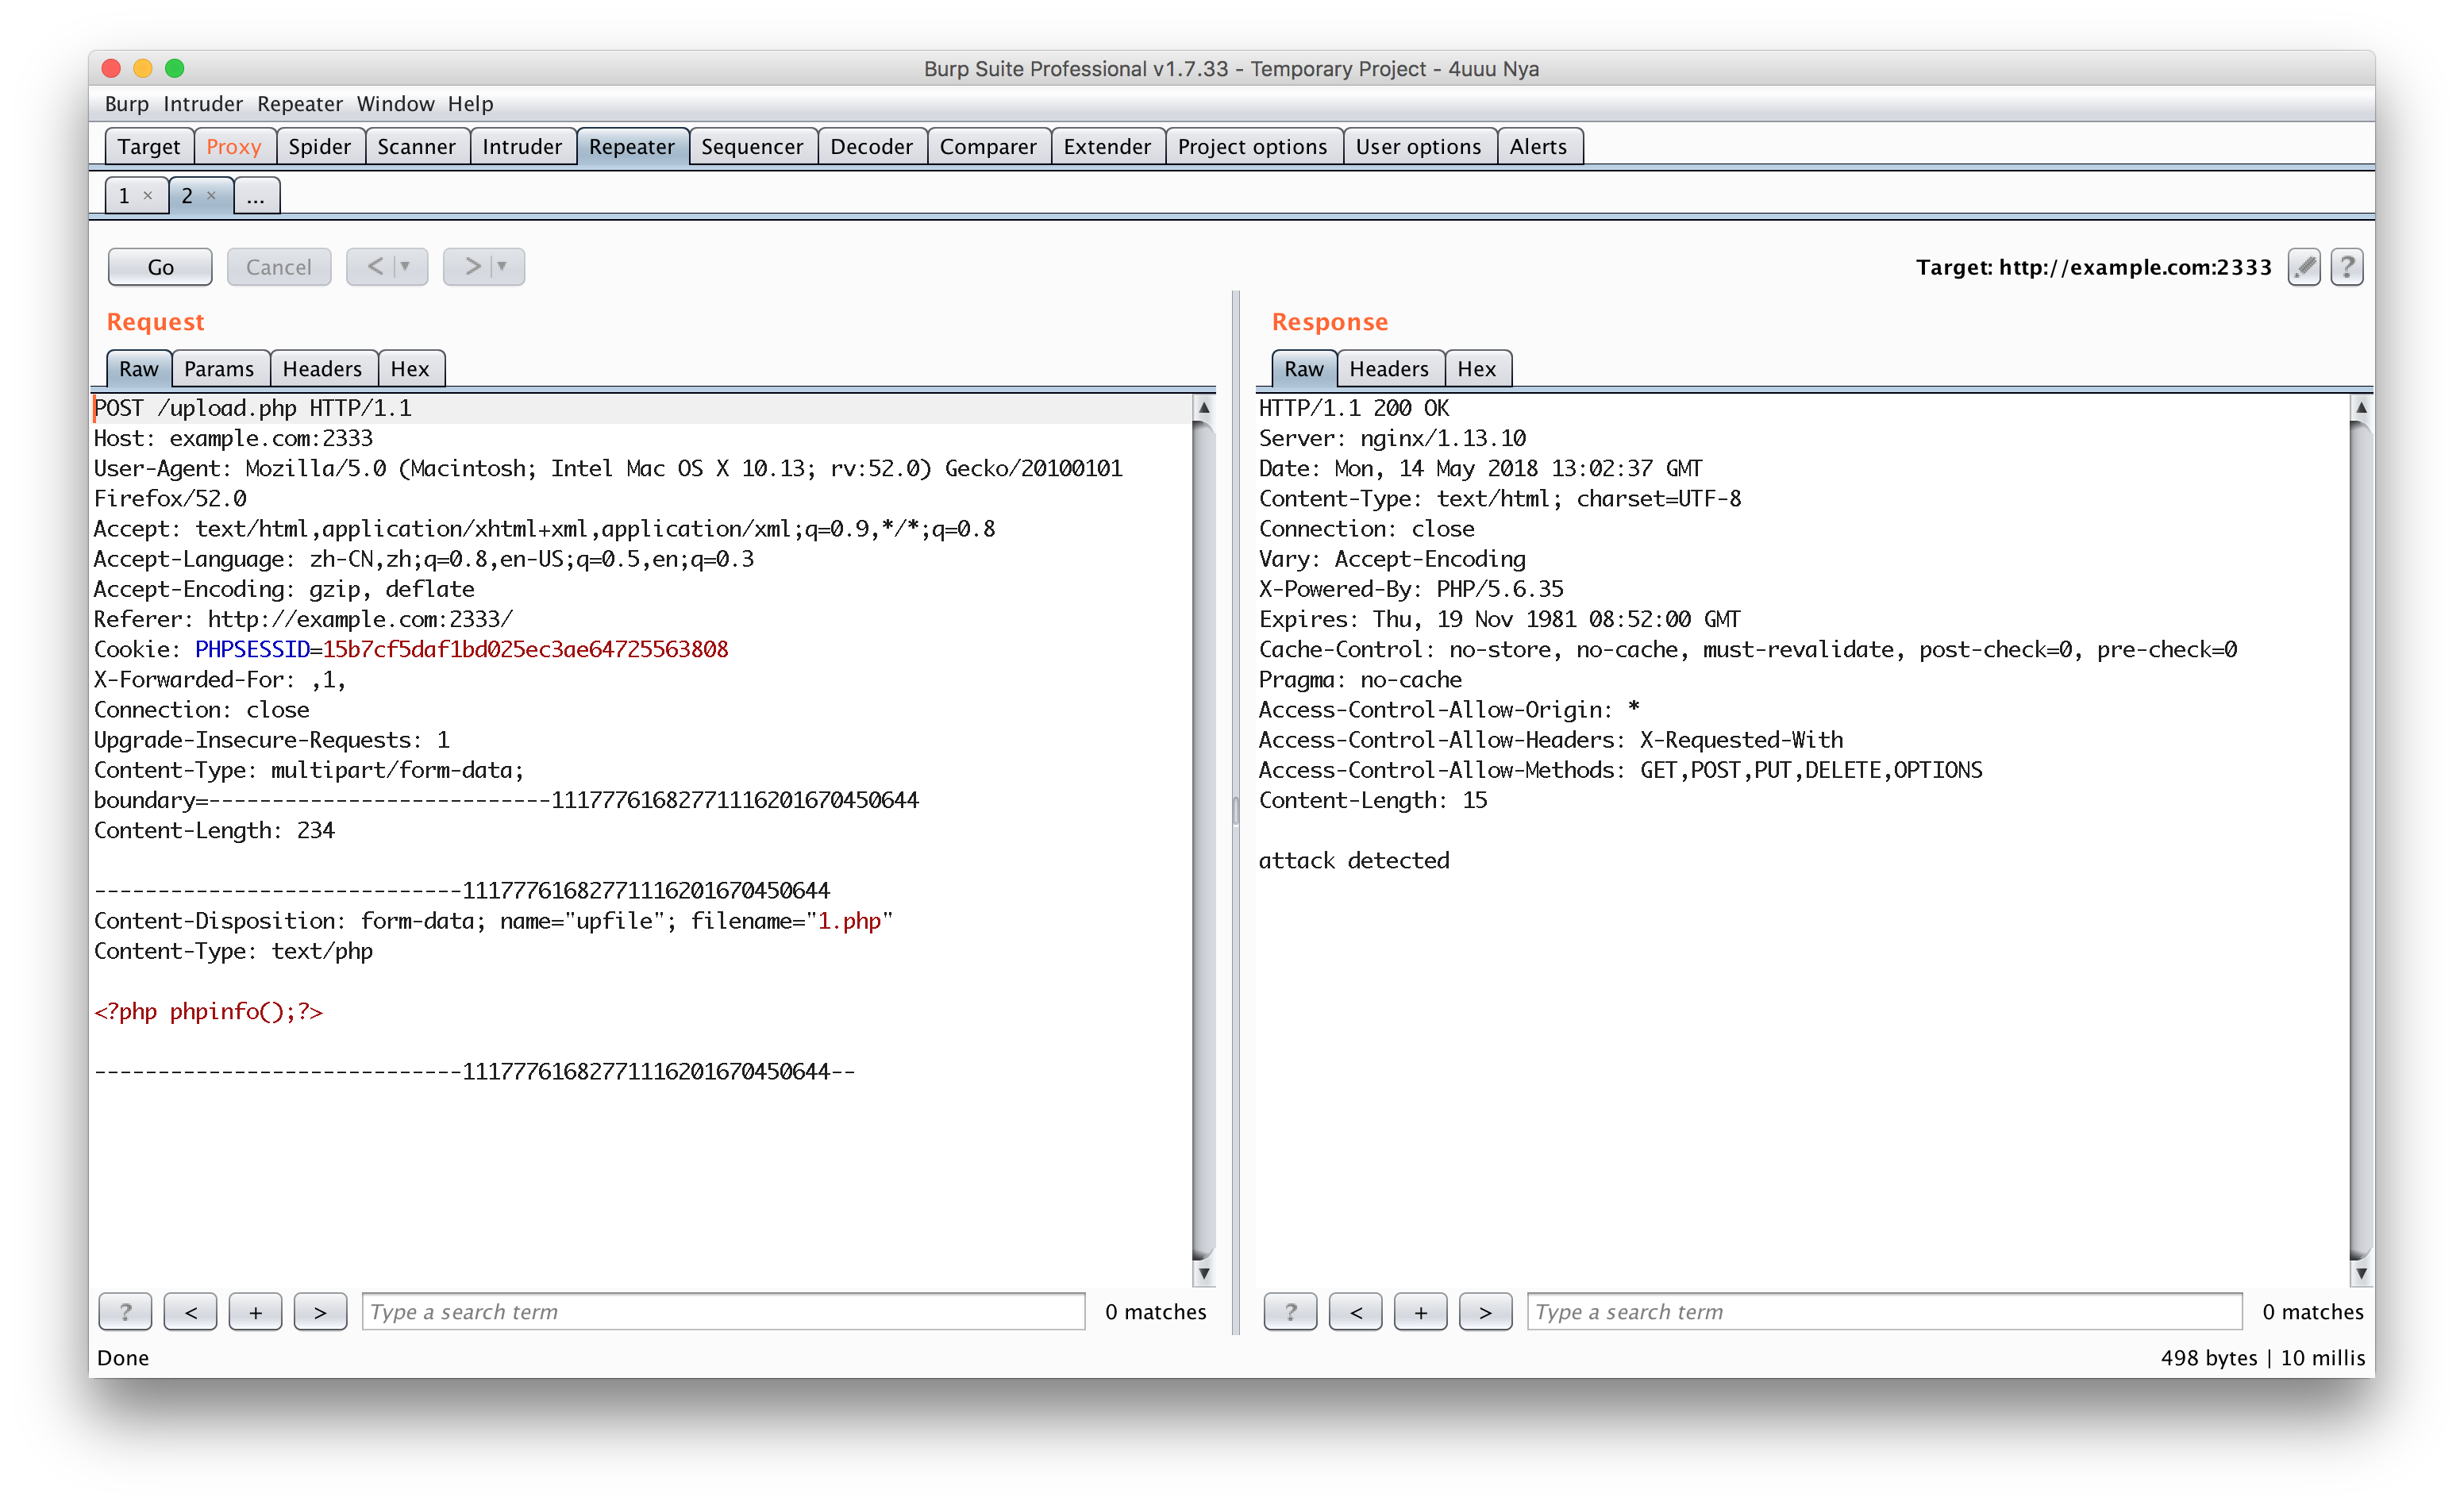 Burp Suite Professional v1.7.33 - Temporary Project - 4uuu Nya
Burp Intruder Repeater Window Help
Target Proxy Spider Scanner Intruder Repeater Sequencer Decoder Comparer Extender Project options User options Alerts
1 × 2 × ...
Go Cancel < | ▼ > | ▼ Target: http://example.com:2333 ?
Request
Raw Params Headers Hex
POST /upload.php HTTP/1.1
Host: example.com:2333
User-Agent: Mozilla/5.0 (Macintosh; Intel Mac OS X 10.13; rv:52.0) Gecko/20100101
Firefox/52.0
Accept: text/html,application/xhtml+xml,application/xml;q=0.9,*/*;q=0.8
Accept-Language: zh-CN,zh;q=0.8,en-US;q=0.5,en;q=0.3
Accept-Encoding: gzip, deflate
Referer: http://example.com:2333/
Cookie: PHPSESSID=15b7cf5daf1bd025ec3ae64725563808
X-Forwarded-For: ,1,
Connection: close
Upgrade-Insecure-Requests: 1
Content-Type: multipart/form-data;
boundary=---------------------------11177761682771116201670450644
Content-Length: 234
-----------------------------11177761682771116201670450644
Content-Disposition: form-data; name="upfile"; filename="1.php"
Content-Type: text/php
<?php phpinfo();?>
-----------------------------11177761682771116201670450644--
? < + > Type a search term 0 matches
Response
Raw Headers Hex
HTTP/1.1 200 OK
Server: nginx/1.13.10
Date: Mon, 14 May 2018 13:02:37 GMT
Content-Type: text/html; charset=UTF-8
Connection: close
Vary: Accept-Encoding
X-Powered-By: PHP/5.6.35
Expires: Thu, 19 Nov 1981 08:52:00 GMT
Cache-Control: no-store, no-cache, must-revalidate, post-check=0, pre-check=0
Pragma: no-cache
Access-Control-Allow-Origin: *
Access-Control-Allow-Headers: X-Requested-With
Access-Control-Allow-Methods: GET,POST,PUT,DELETE,OPTIONS
Content-Length: 15
attack detected
? < + > Type a search term 0 matches
Done 498 bytes | 10 millis